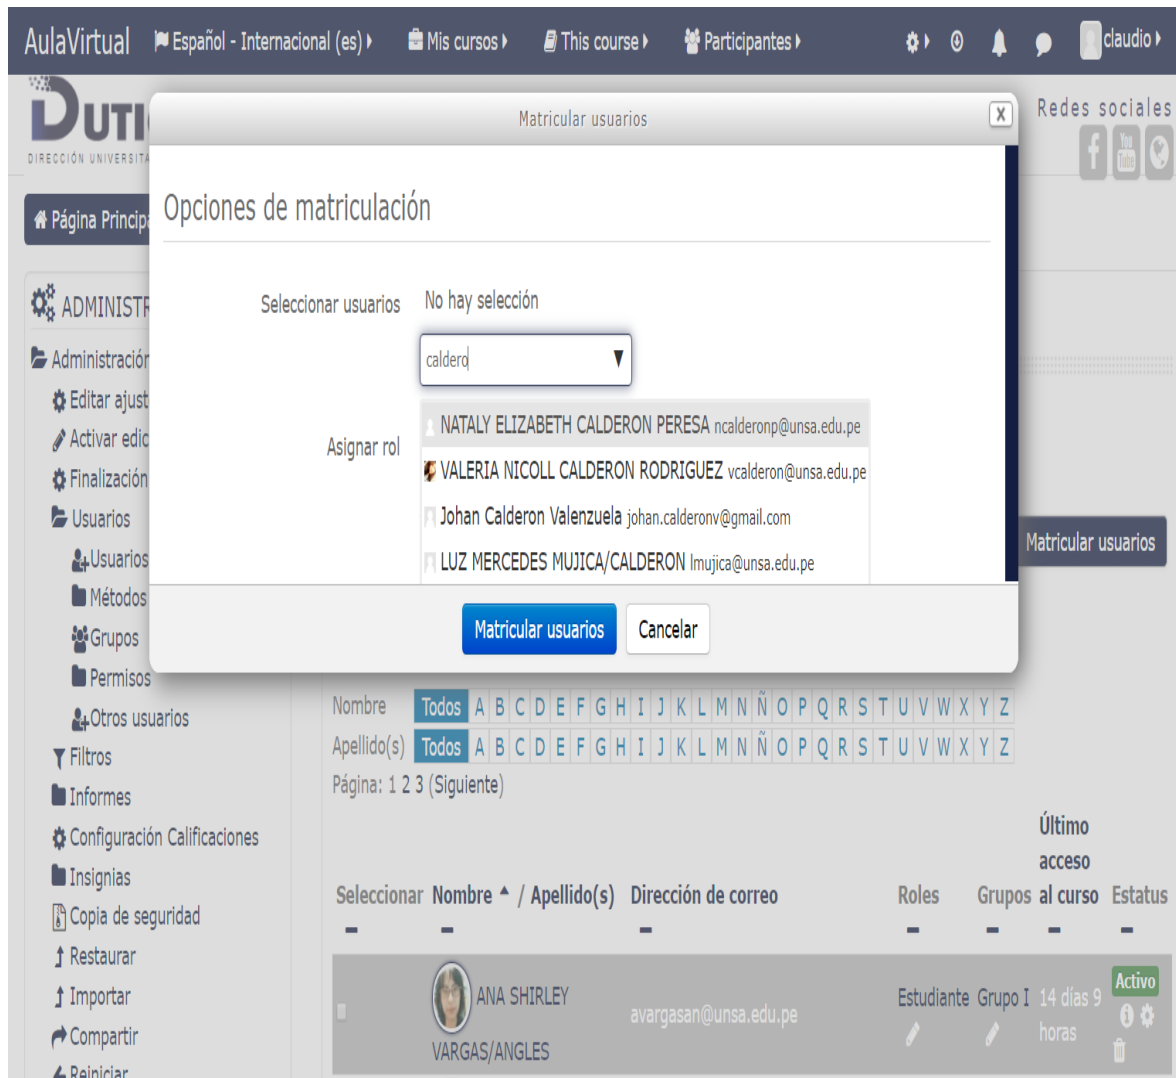 AulaVirtual Español - Internacional (es) Mis cursos This course Participantes claudio
DUTI
DIRECCIÓN UNIVERSITA
Redes sociales
f You Tube
Página Principa
Matricular usuarios X
Opciones de matriculación
Seleccionar usuarios No hay selección
caldero ▼
Asignar rol
NATALY ELIZABETH CALDERON PERESA ncalderonp@unsa.edu.pe
VALERIA NICOLL CALDERON RODRIGUEZ vcalderon@unsa.edu.pe
Johan Calderon Valenzuela johan.calderonv@gmail.com
LUZ MERCEDES MUJICA/CALDERON lmujica@unsa.edu.pe
Matricular usuarios Cancelar
ADMINISTR
Administración
Editar ajust
Activar edic
Finalización
Usuarios
Usuarios
Métodos
Grupos
Permisos
Otros usuarios
Filtros
Informes
Configuración Calificaciones
Insignias
Copia de seguridad
Restaurar
Importar
Compartir
Reiniciar
Matricular usuarios
Nombre Todos A B C D E F G H I J K L M N Ñ O P Q R S T U V W X Y Z
Apellido(s) Todos A B C D E F G H I J K L M N Ñ O P Q R S T U V W X Y Z
Página: 1 2 3 (Siguiente)
Seleccionar Nombre / Apellido(s) Dirección de correo Roles Grupos Último acceso al curso Estatus
ANA SHIRLEY VARGAS/ANGLES avargasan@unsa.edu.pe Estudiante Grupo I 14 días 9 horas Activo